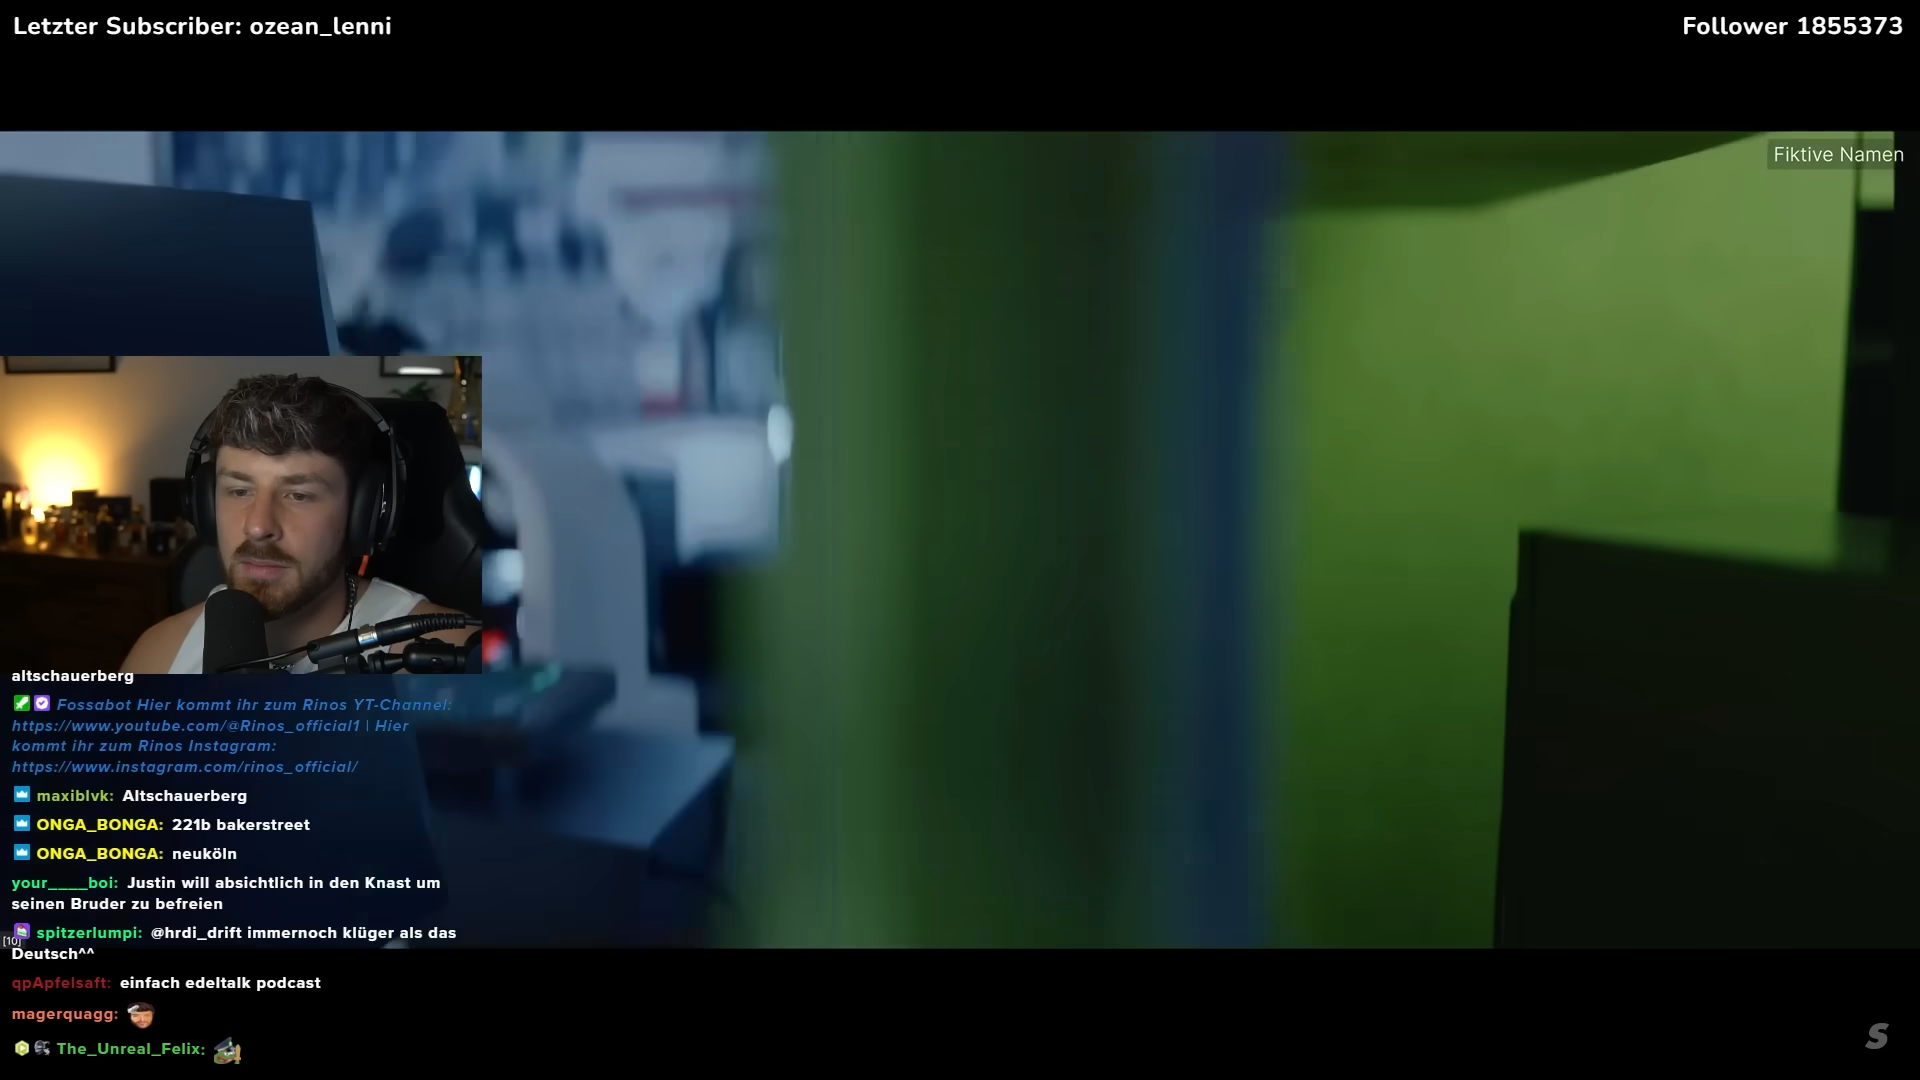 Letzter Subscriber: ozean_lenni
Follower 1855373
Fiktive Namen
altschauerberg
Fossabot Hier kommt ihr zum Rinos YT-Channel:
https://www.youtube.com/@Rinos_official1 | Hier
kommt ihr zum Rinos Instagram:
https://www.instagram.com/rinos_official/
maxiblvk: Altschauerberg
ONGA_BONGA: 221b bakerstreet
ONGA_BONGA: neuköln
your____boi: Justin will absichtlich in den Knast um
seinen Bruder zu befreien
spitzerlumpi: @hrdi_drift immernoch klüger als das
[10]
Deutsch^^
qpApfelsaft: einfach edeltalk podcast
magerquagg:
The_Unreal_Felix:
S